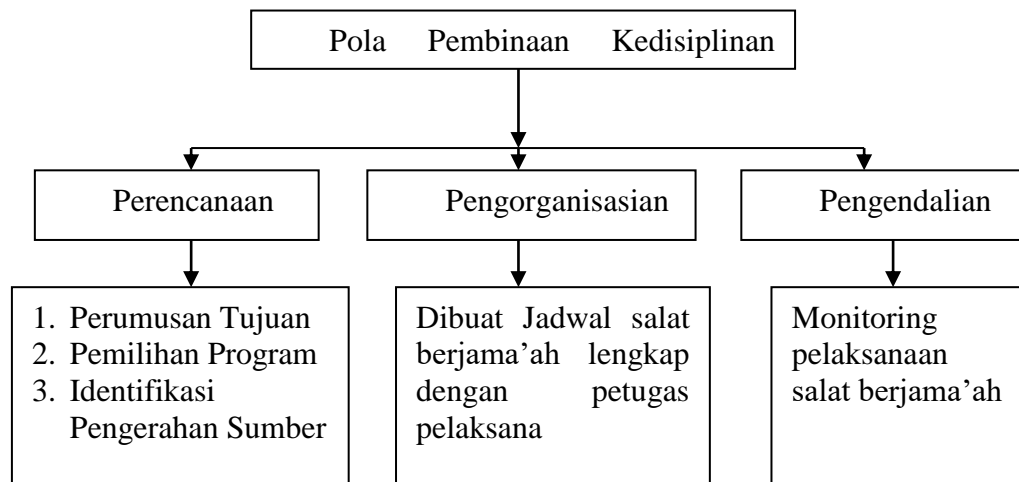 Pola Pembinaan Kedisiplinan
Perencanaan
Pengorganisasian
Pengendalian
1. Perumusan Tujuan
2. Pemilihan Program
3. Identifikasi
Pengerahan Sumber
Dibuat Jadwal salat
berjama’ah lengkap
dengan petugas
pelaksana
Monitoring
pelaksanaan
salat berjama’ah